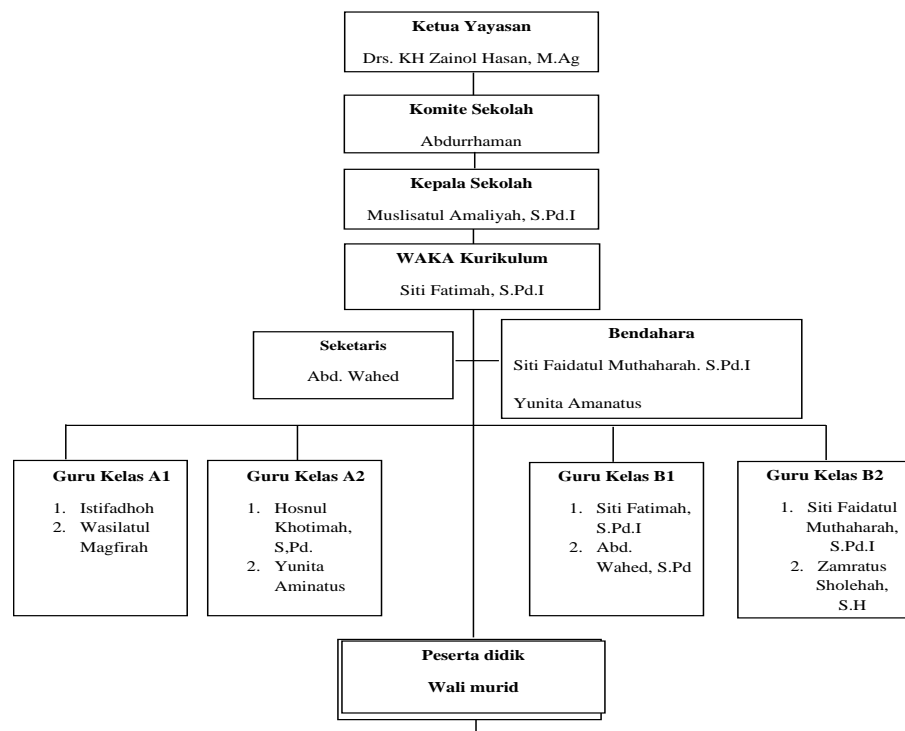 Ketua Yayasan
Drs. KH Zainol Hasan, M.Ag
Komite Sekolah
Abdurrhaman
Kepala Sekolah
Muslisatul Amaliyah, S.Pd.I
WAKA Kurikulum
Siti Fatimah, S.Pd.I
Seketaris
Abd. Wahed
Bendahara
Siti Faidatul Muthaharah. S.Pd.I
Yunita Amanatus
Guru Kelas A1
1. Istifadhoh
2. Wasilatul
Magfirah
Guru Kelas A2
1. Hosnul
Khotimah,
S,Pd.
2. Yunita
Aminatus
Guru Kelas B1
1. Siti Fatimah,
S.Pd.I
2. Abd.
Wahed, S.Pd
Guru Kelas B2
1. Siti Faidatul
Muthaharah,
S.Pd.I
2. Zamratus
Sholehah,
S.H
Peserta didik
Wali murid